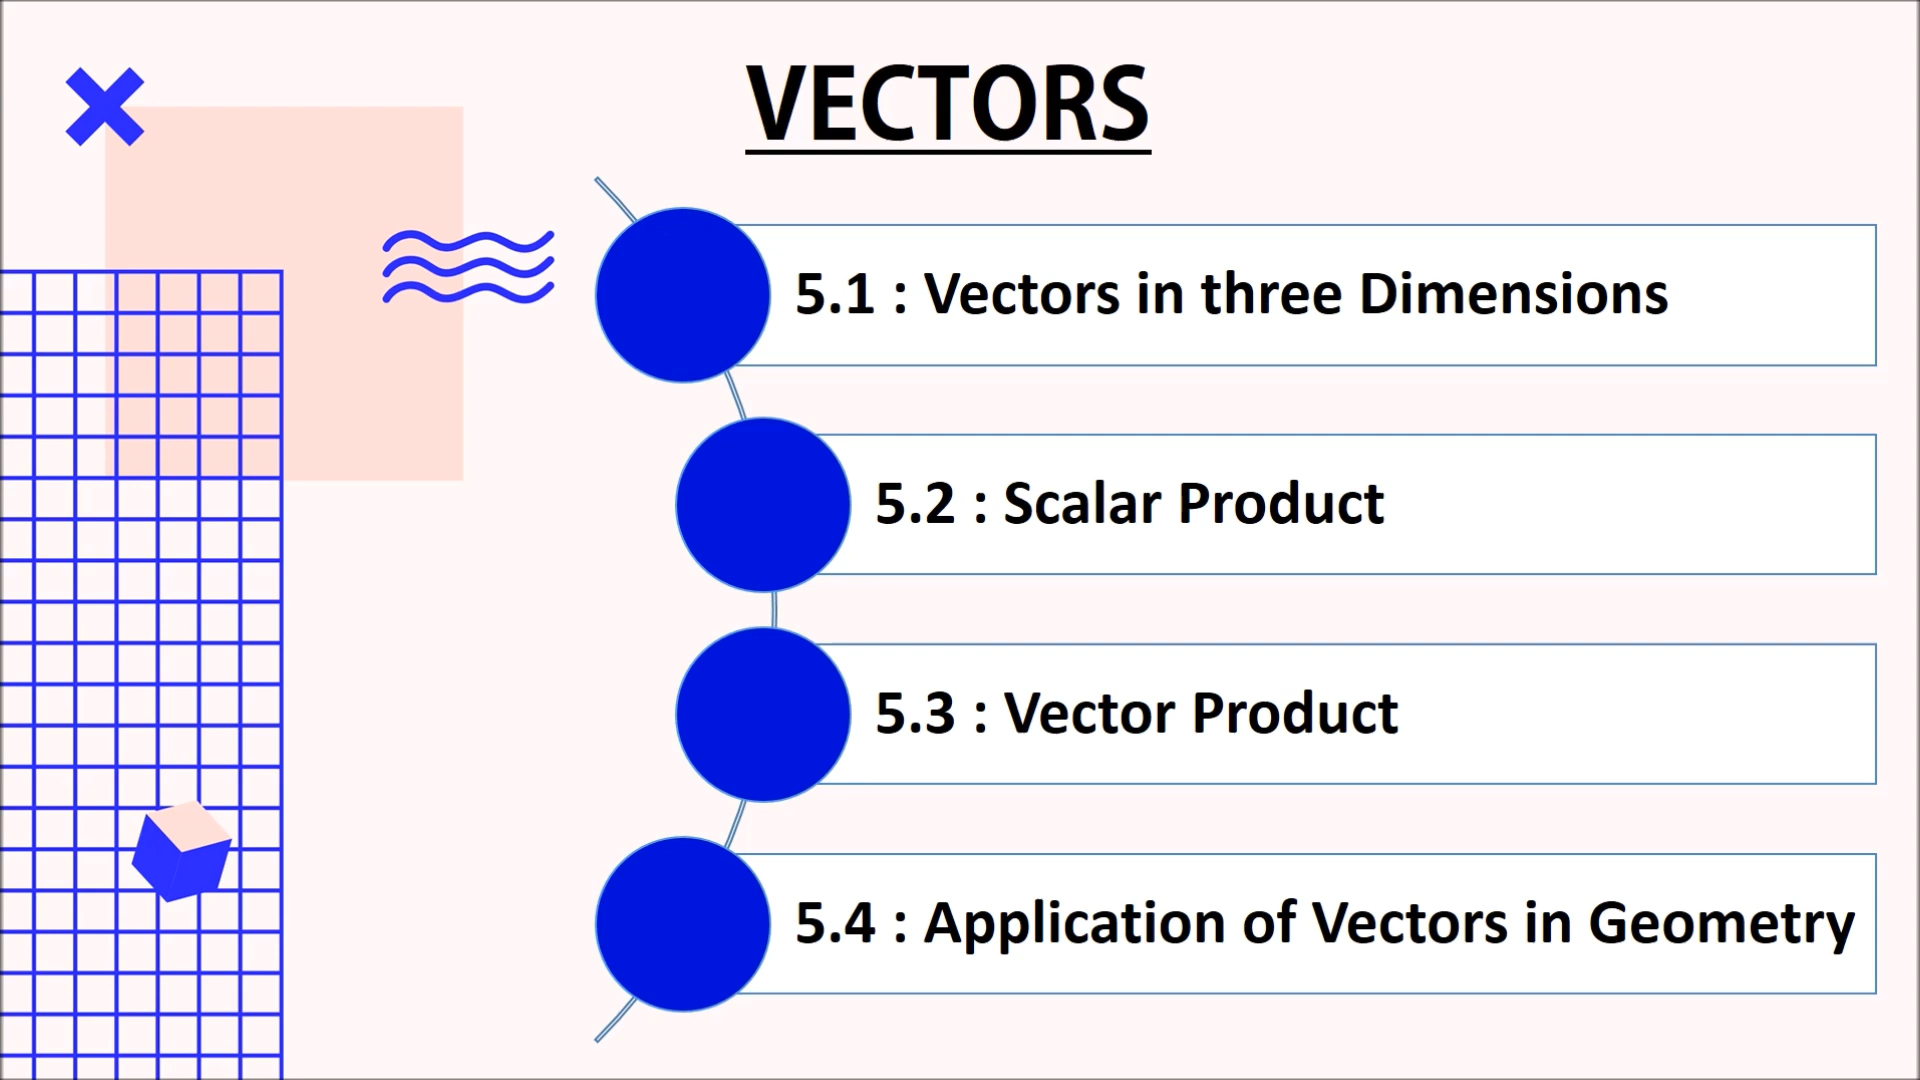 VECTORS
5.1 : Vectors in three Dimensions
5.2 : Scalar Product
5.3 : Vector Product
5.4 : Application of Vectors in Geometry